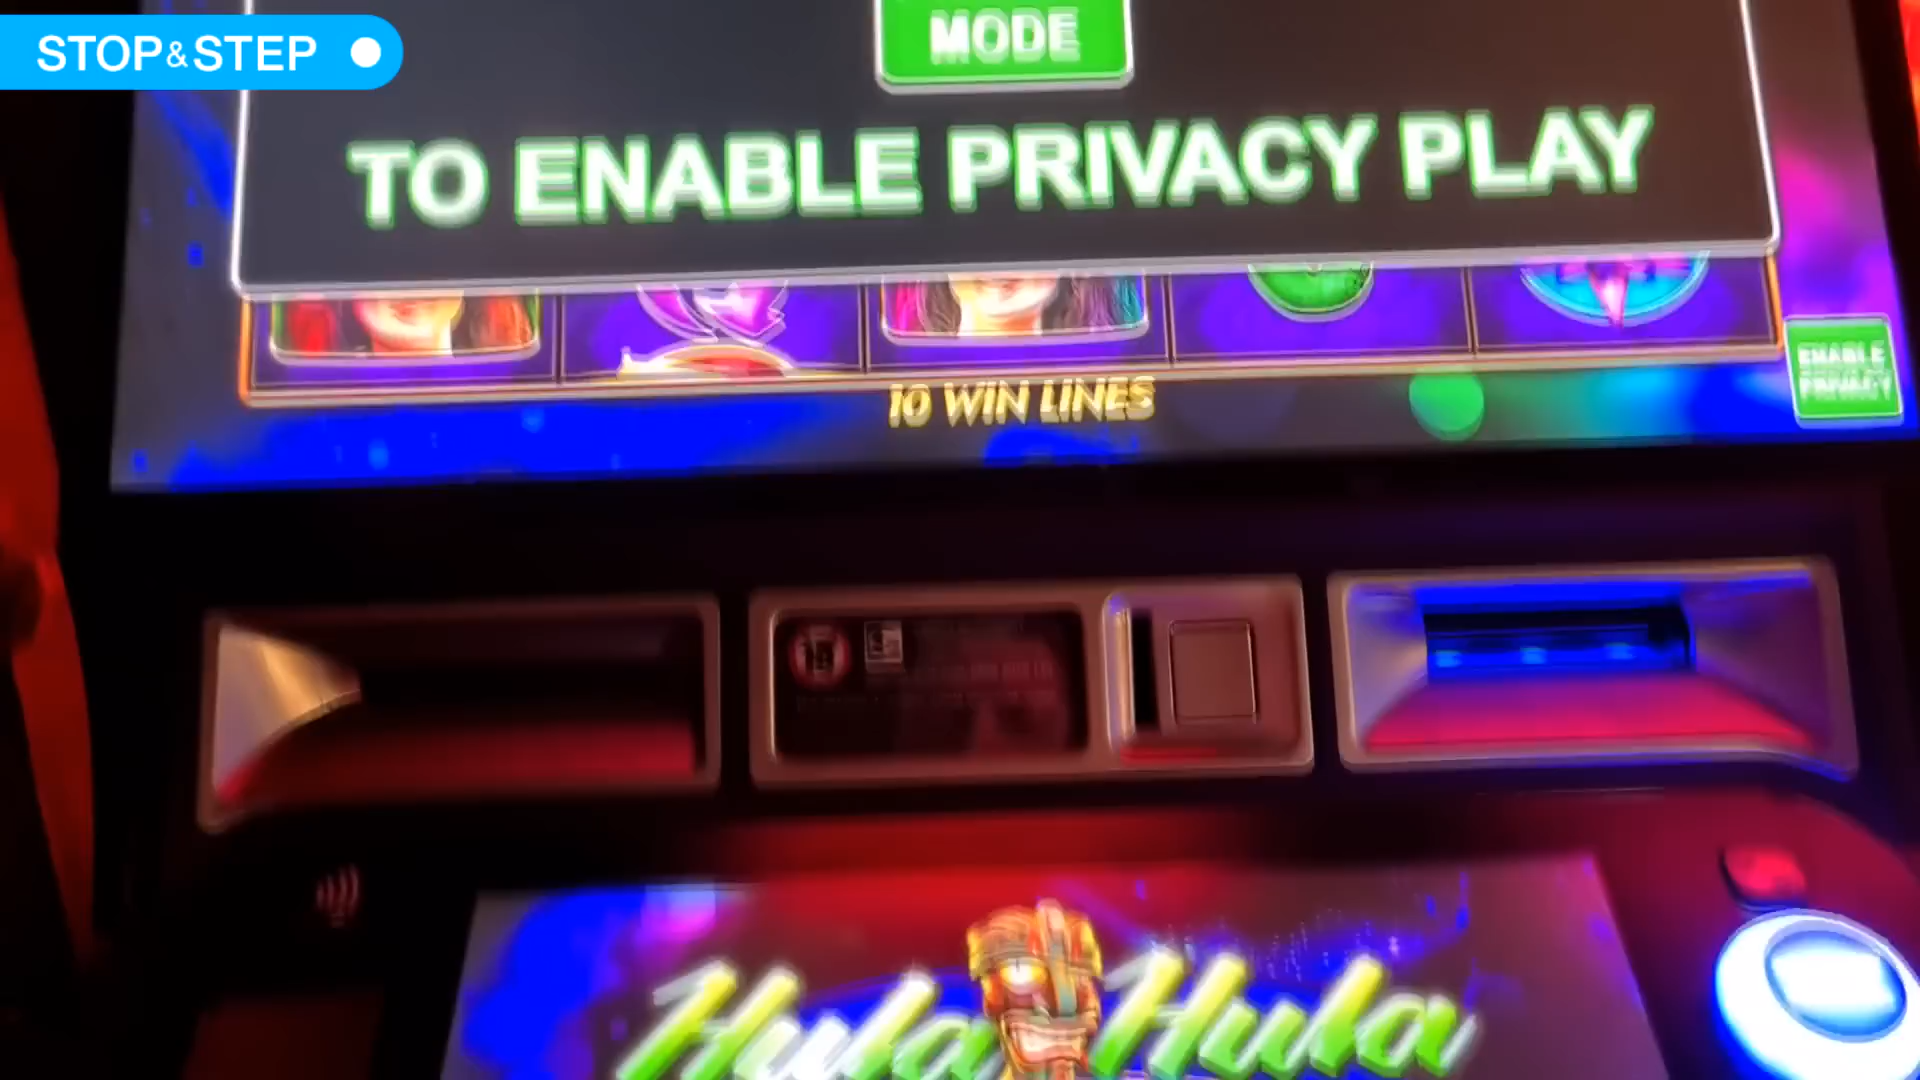 STOP&STEP
MODE
TO ENABLE PRIVACY PLAY
10 WIN LINES
ENABLE
PRIVACY
18
Hula Hula